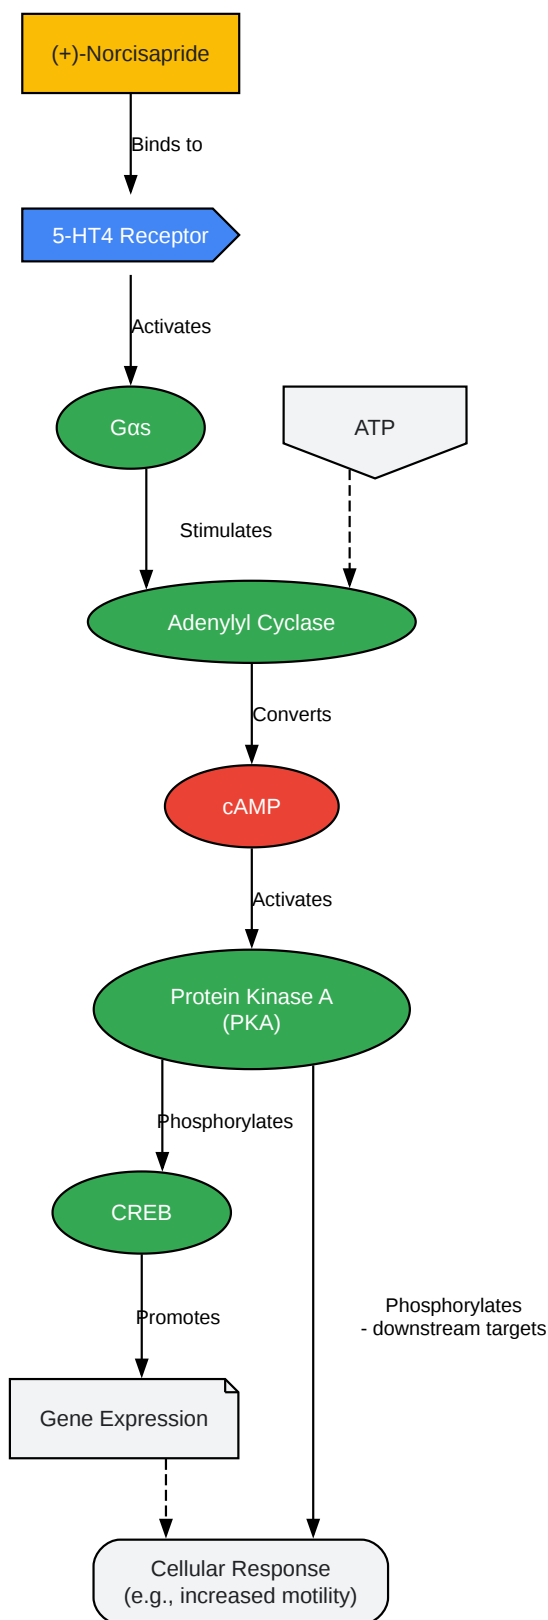 (+)-Norcisapride
Binds to
5-HT4 Receptor
Activates
Gαs
ATP
Stimulates
Adenylyl Cyclase
Converts
cAMP
Activates
Protein Kinase A
(PKA)
Phosphorylates
CREB
Phosphorylates
- downstream targets
Promotes
Gene Expression
Cellular Response
(e.g., increased motility)